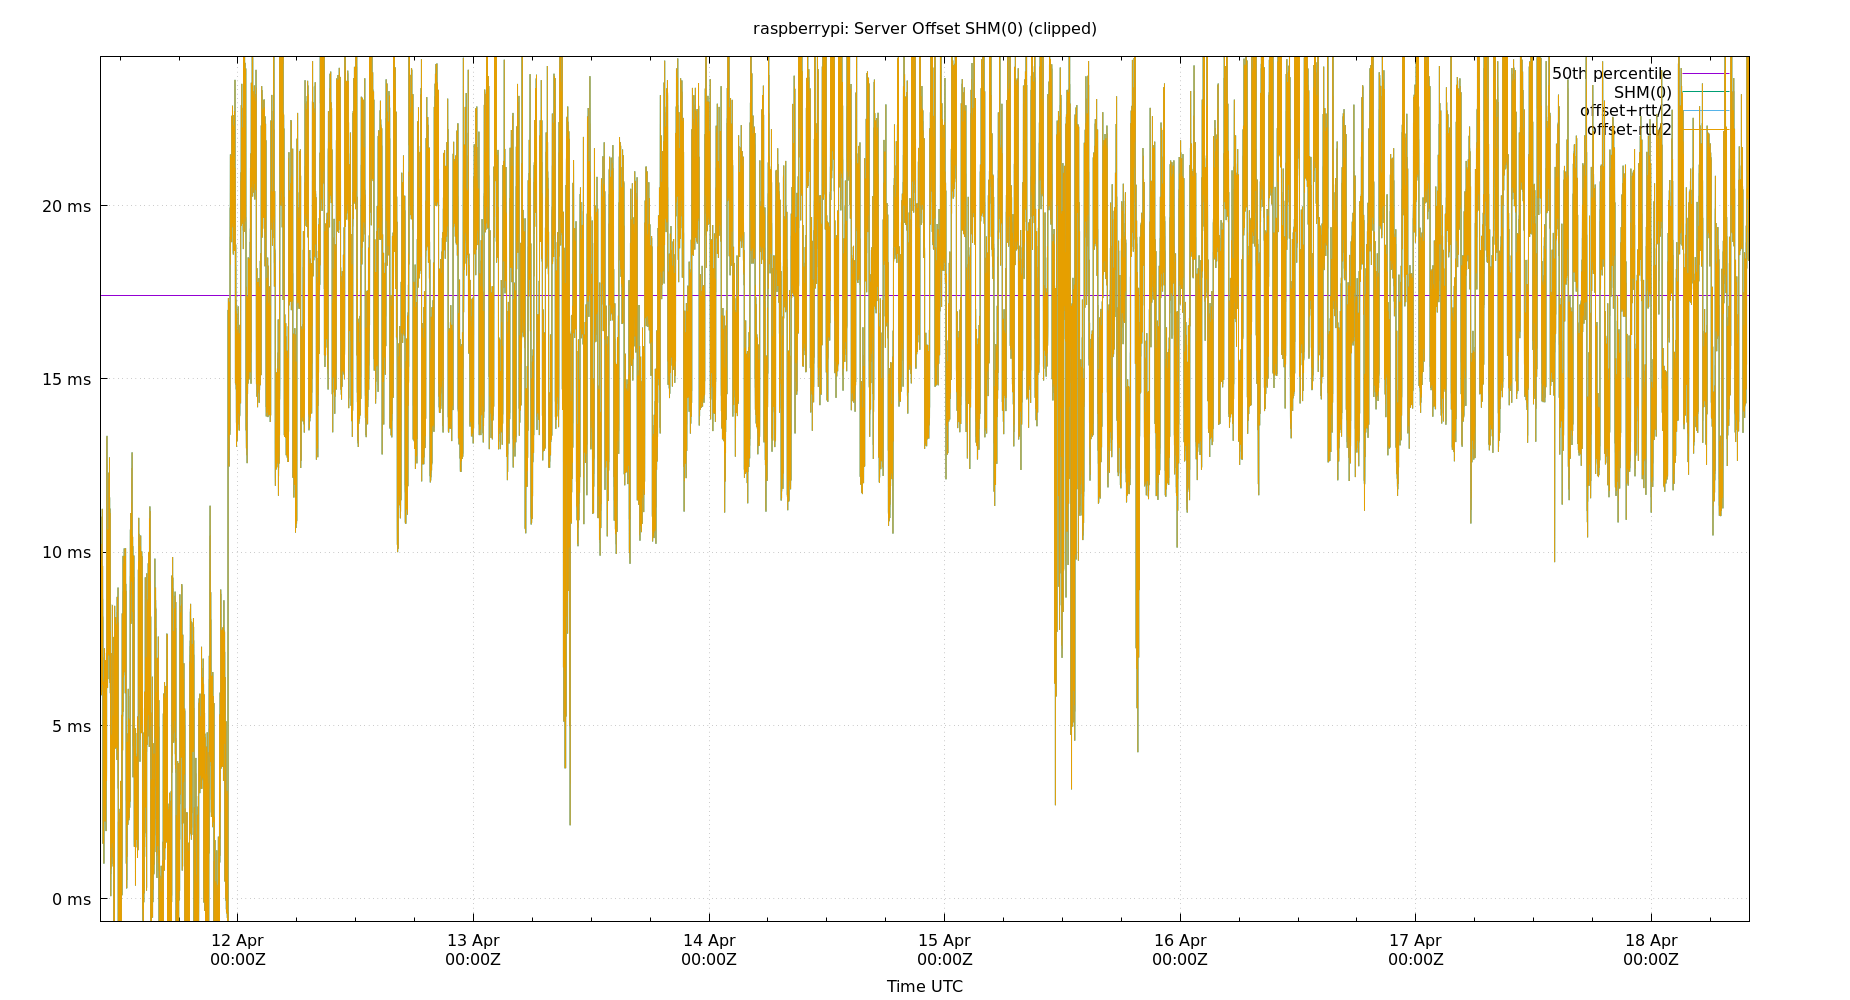 raspberrypi: Server Offset SHM(0) (clipped)
50th percentile
SHM(0)
offset+rtt/2
offset-rtt/2
20 ms
15 ms
10 ms
5 ms
0 ms
12 Apr 13 Apr 14 Apr 15 Apr 16 Apr 17 Apr 18 Apr
00:00Z 00:00Z 00:00Z 00:00Z 00:00Z 00:00Z 00:00Z
Time UTC